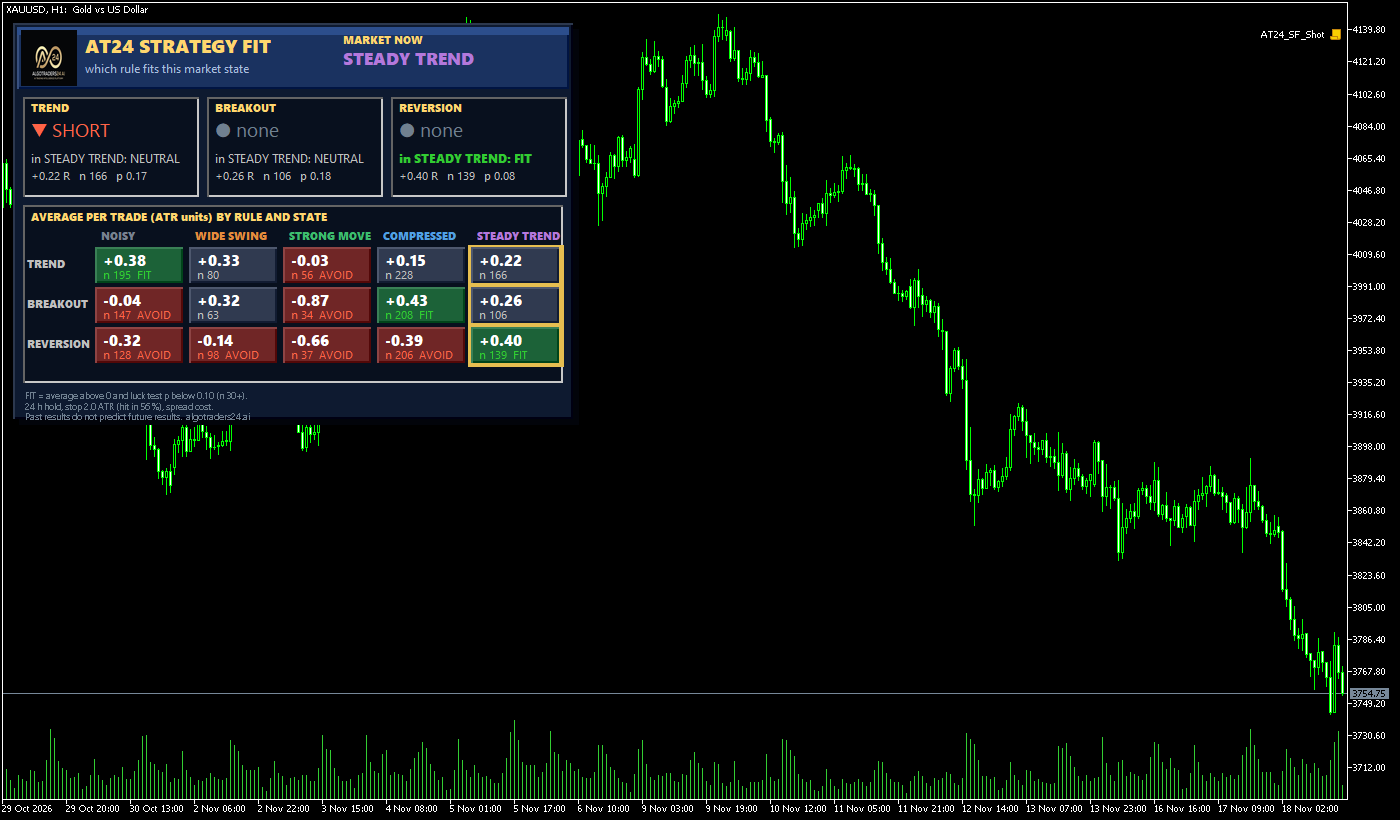 XAUUSD, H1: Gold vs US Dollar
AT24_SF_Shot
24
ALGOTRADERS24.AI
AT24 STRATEGY FIT
which rule fits this market state
MARKET NOW
STEADY TREND
TREND
SHORT
in STEADY TREND: NEUTRAL
+0.22 R n 166 p 0.17
BREAKOUT
none
in STEADY TREND: NEUTRAL
+0.26 R n 106 p 0.18
REVERSION
none
in STEADY TREND: FIT
+0.40 R n 139 p 0.08
AVERAGE PER TRADE (ATR units) BY RULE AND STATE
NOISY WIDE SWING STRONG MOVE COMPRESSED STEADY TREND
TREND
+0.38 +0.33 -0.03 +0.15 +0.22
n 195 FIT n 80 n 56 AVOID n 228 n 166
BREAKOUT
-0.04 +0.32 -0.87 +0.43 +0.26
n 147 AVOID n 63 n 34 AVOID n 208 FIT n 106
REVERSION
-0.32 -0.14 -0.66 -0.39 +0.40
n 128 AVOID n 98 AVOID n 37 AVOID n 206 AVOID n 139 FIT
FIT = average above 0 and luck test p below 0.10 (n 30+).
24 h hold, stop 2.0 ATR (hit in 56%), spread cost.
Past results do not predict future results. algotraders24.ai
4139.80
4121.20
4102.60
4084.00
4065.40
4046.80
4028.20
4009.60
3991.00
3972.40
3953.80
3935.20
3916.60
3898.00
3879.40
3860.80
3842.20
3823.60
3805.00
3786.40
3767.80
3754.75
3749.20
3730.60
3712.00
29 Oct 2026 29 Oct 20:00 30 Oct 13:00 2 Nov 06:00 2 Nov 22:00 3 Nov 15:00 4 Nov 08:00 5 Nov 01:00 5 Nov 17:00 6 Nov 10:00 9 Nov 03:00 9 Nov 19:00 10 Nov 12:00 11 Nov 05:00 11 Nov 21:00 12 Nov 14:00 13 Nov 07:00 13 Nov 23:00 16 Nov 16:00 17 Nov 09:00 18 Nov 02:00